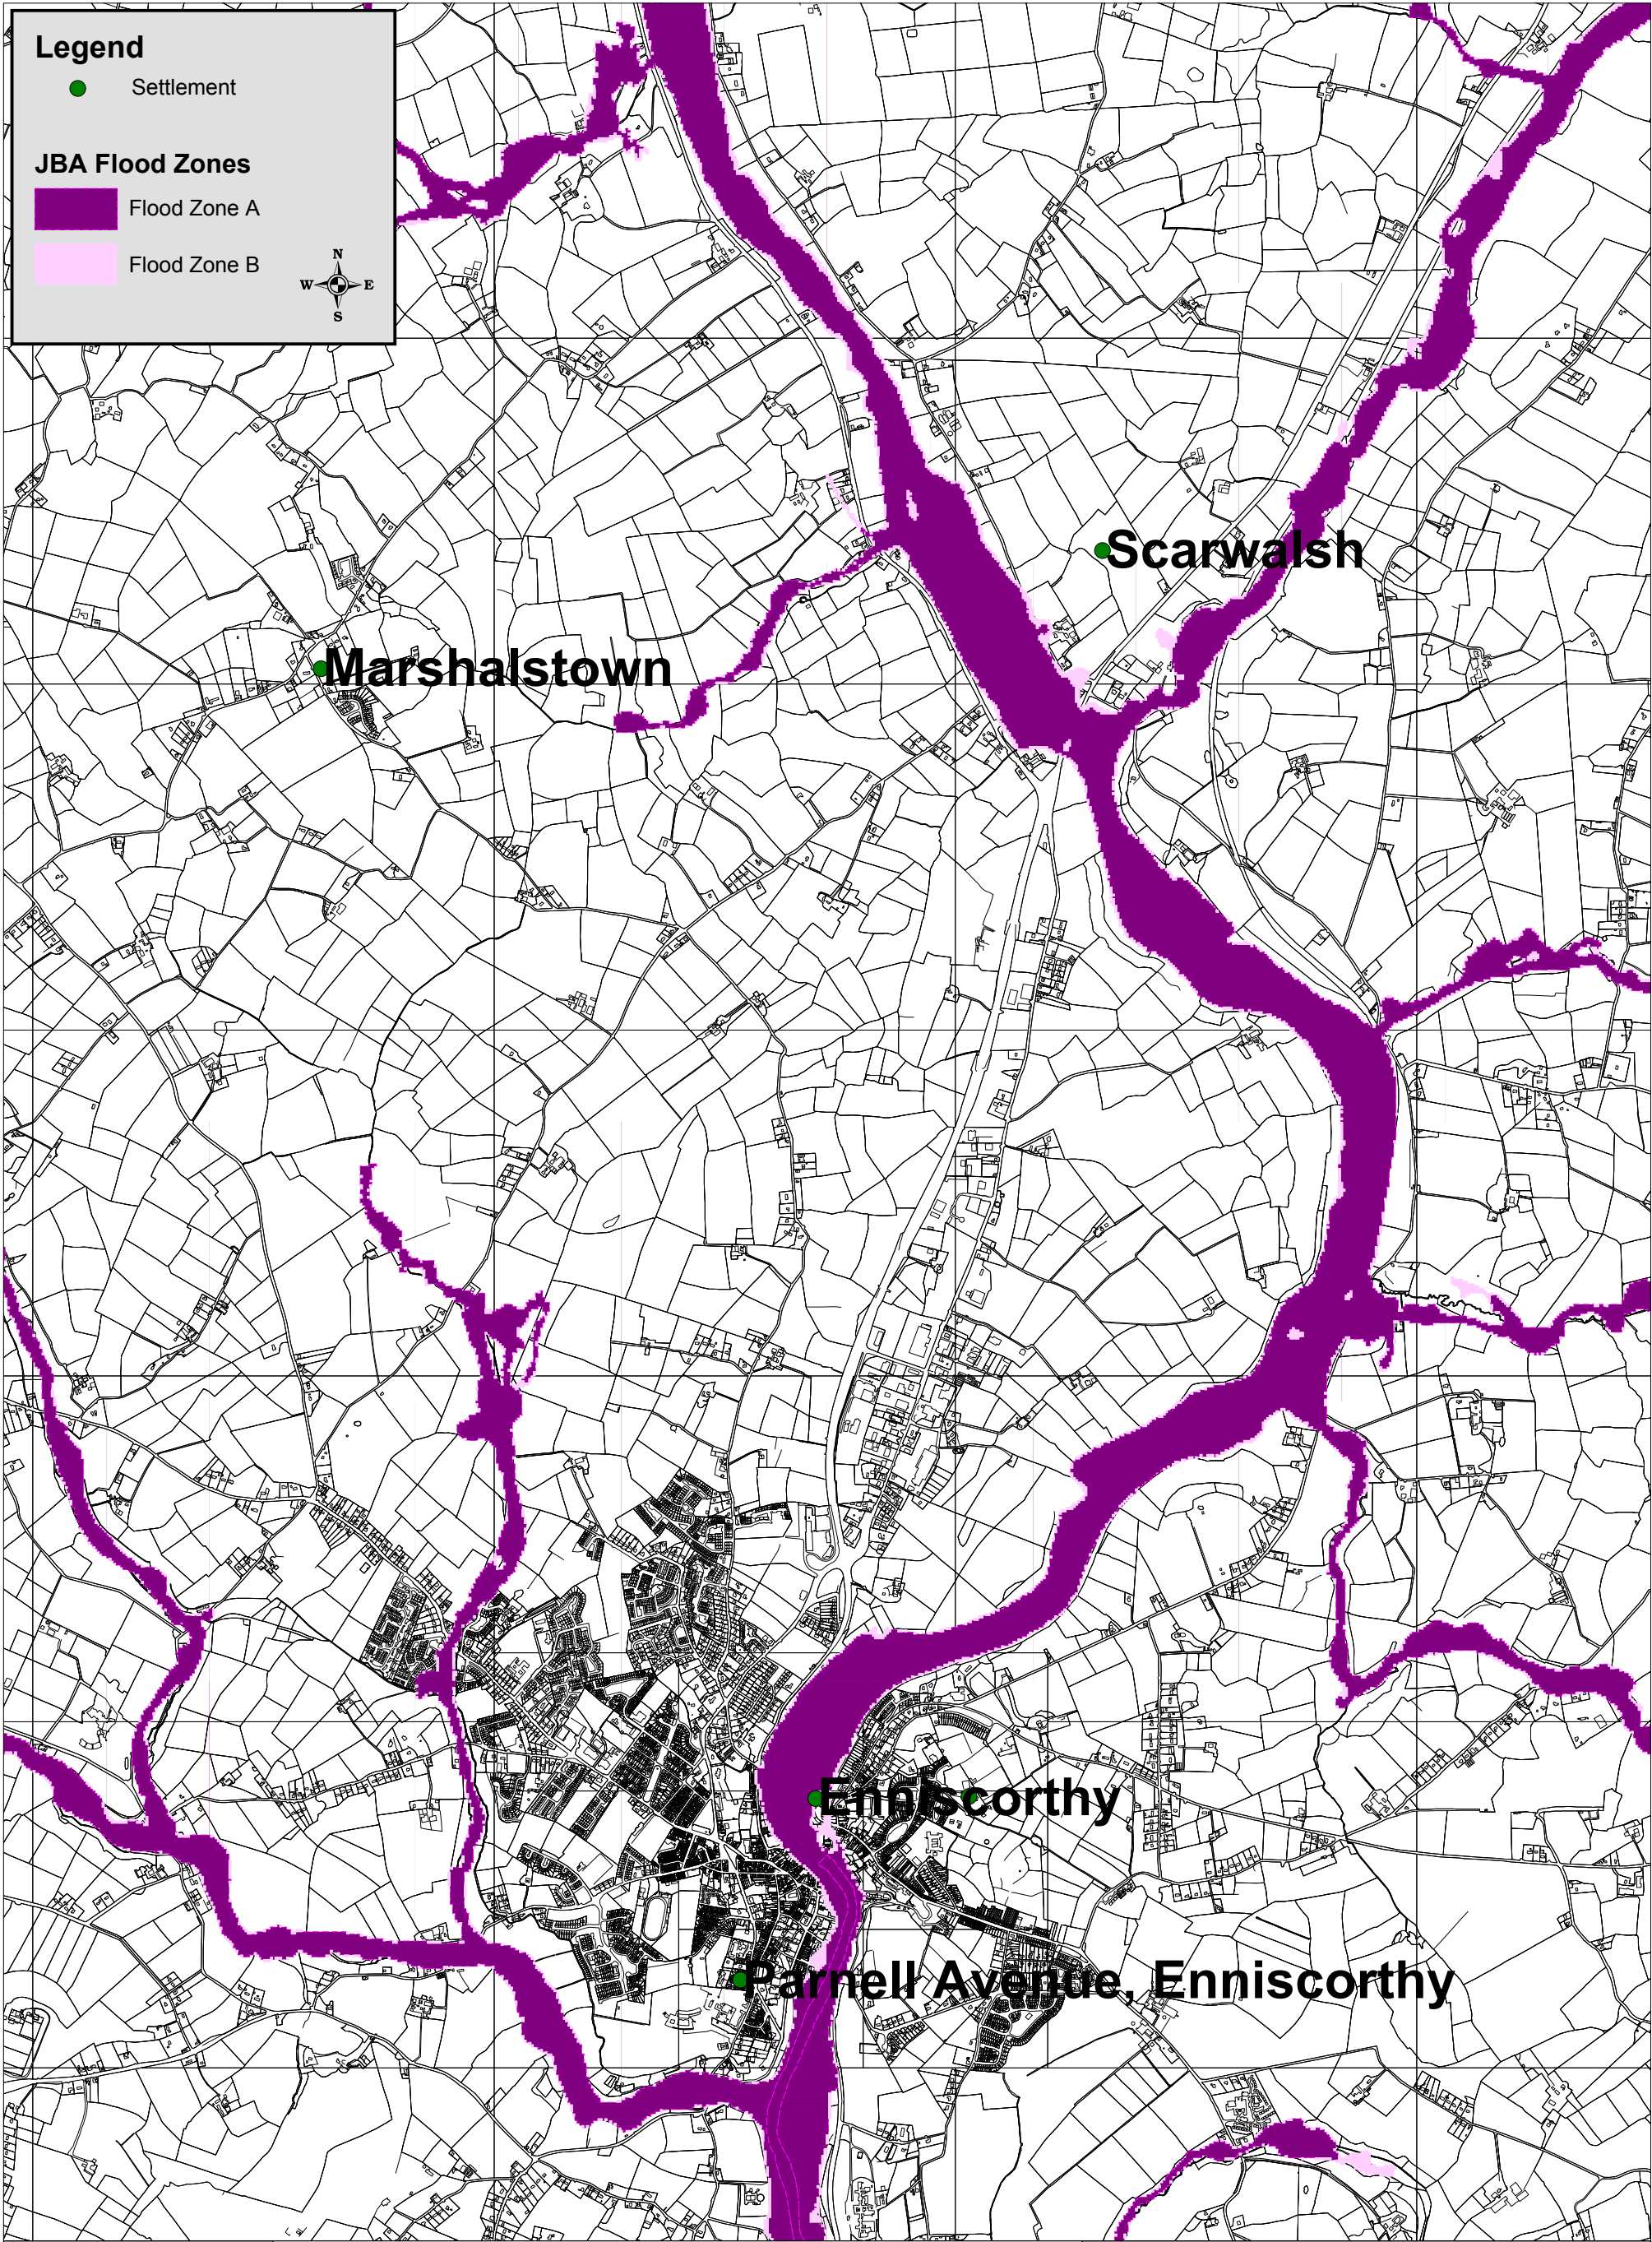 Legend
Settlement
JBA Flood Zones
Flood Zone A
Flood Zone B
N
W E
S
Scarwalsh
Marshalstown
Enniscorthy
Parnell Avenue, Enniscorthy